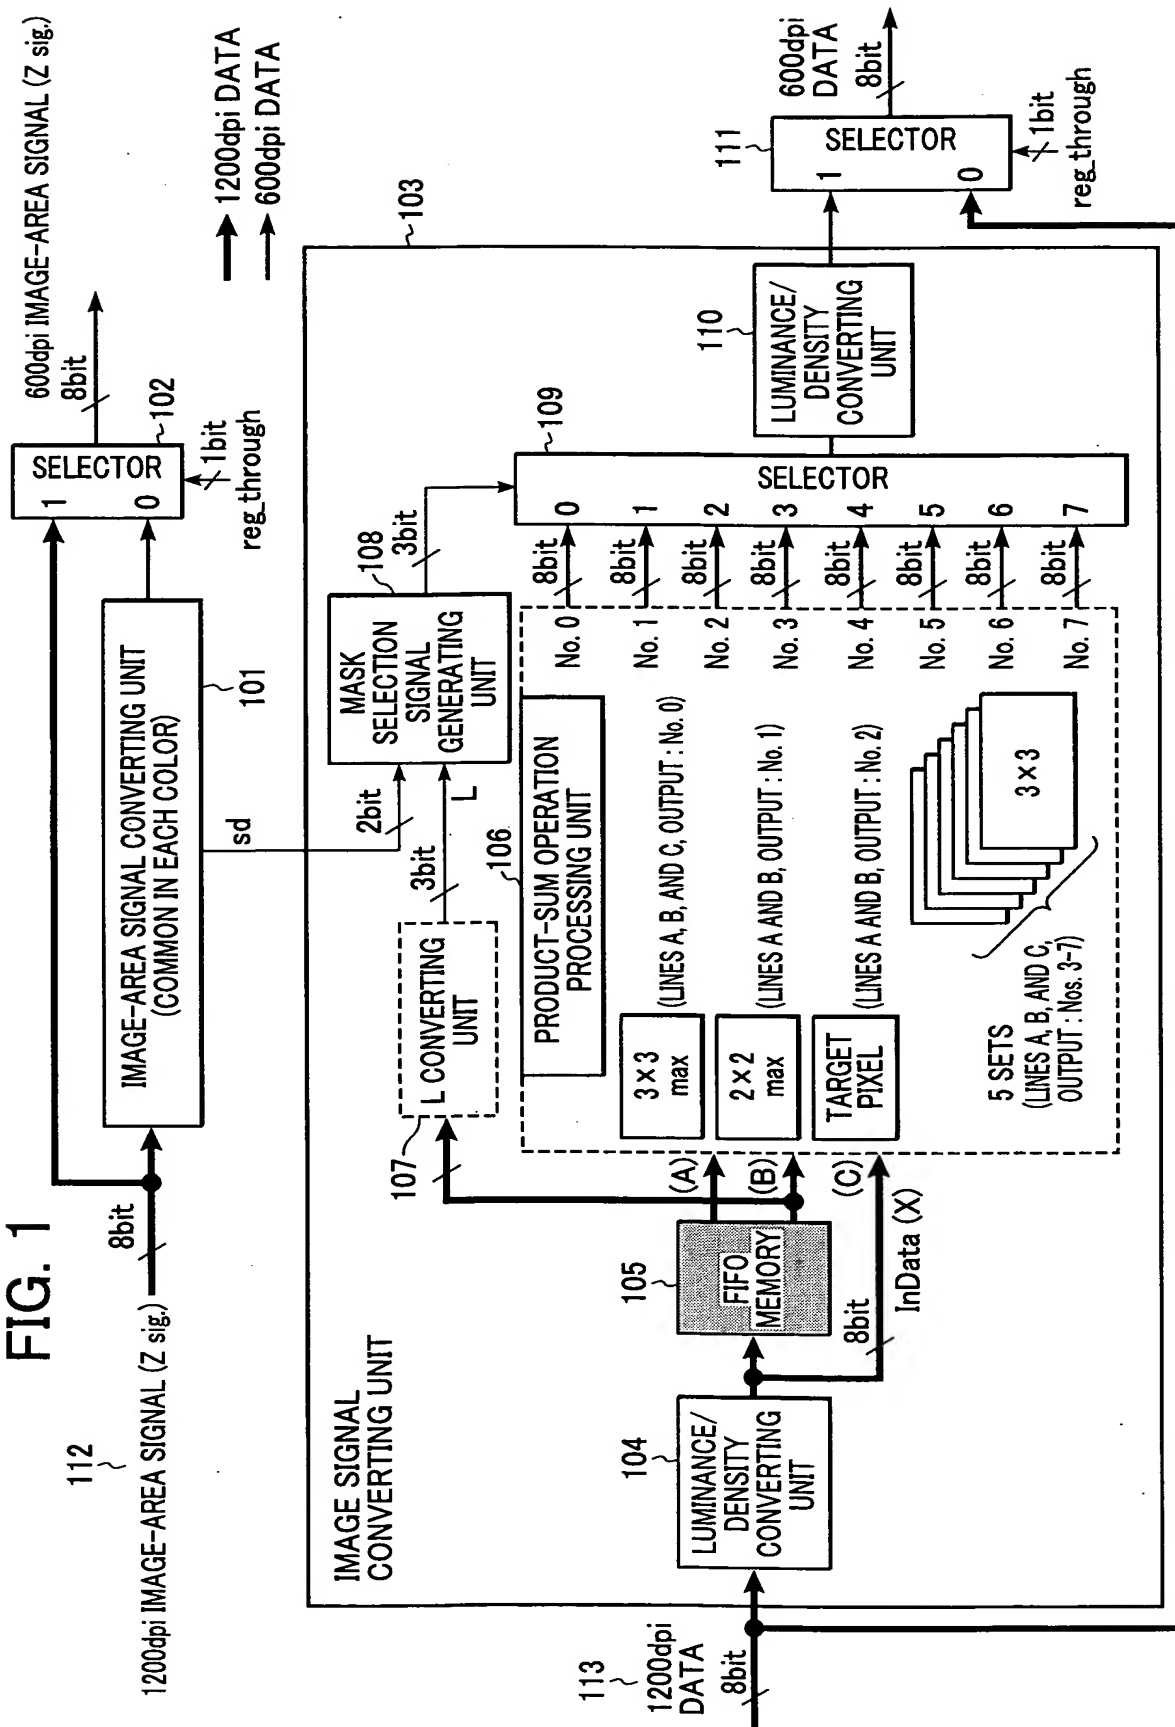 FIG. 1
112
1200dpi IMAGE-AREA SIGNAL (Z sig.)
8bit
IMAGE-AREA SIGNAL CONVERTING UNIT
(COMMON IN EACH COLOR)
101
sd
1
0
SELECTOR
102
1bit
reg_through
600dpi IMAGE-AREA SIGNAL (Z sig.)
8bit
1200dpi DATA
600dpi DATA
103
IMAGE SIGNAL
CONVERTING UNIT
113
1200dpi
DATA
8bit
104
LUMINANCE/
DENSITY
CONVERTING
UNIT
105
FIFO
MEMORY
8bit
InData (X)
(A)
(B)
(C)
107
L CONVERTING
UNIT
3bit
L
2bit
MASK
SELECTION
SIGNAL
GENERATING
UNIT
108
3bit
106
PRODUCT-SUM OPERATION
PROCESSING UNIT
3 × 3
max
(LINES A, B, AND C, OUTPUT : No. 0)
2 × 2
max
(LINES A AND B, OUTPUT : No. 1)
TARGET
PIXEL
(LINES A AND B, OUTPUT : No. 2)
5 SETS
(LINES A, B, AND C,
OUTPUT : Nos. 3-7)
3 × 3
No. 0
8bit
0
No. 1
8bit
1
No. 2
8bit
2
No. 3
8bit
3
No. 4
8bit
4
No. 5
8bit
5
No. 6
8bit
6
No. 7
8bit
7
109
SELECTOR
110
LUMINANCE/
DENSITY
CONVERTING
UNIT
111
1
0
SELECTOR
1bit
reg_through
600dpi
DATA
8bit